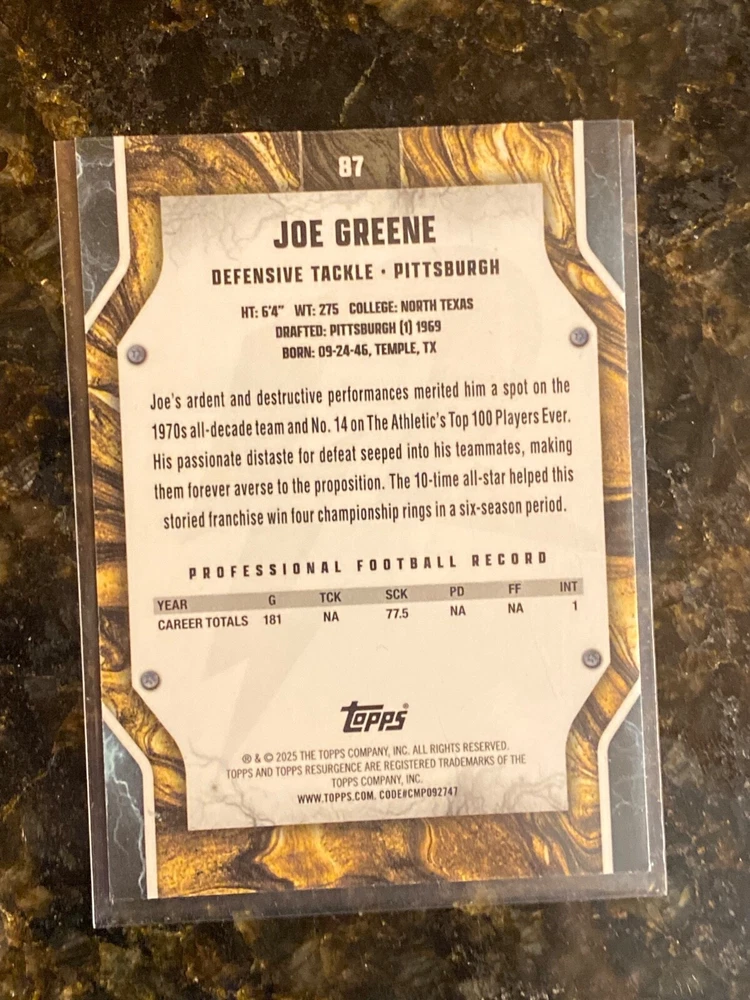 87
JOE GREENE
DEFENSIVE TACKLE • PITTSBURGH
HT: 6'4" WT: 275 COLLEGE: NORTH TEXAS
DRAFTED: PITTSBURGH (1) 1969
BORN: 09-24-46, TEMPLE, TX
Joe's ardent and destructive performances merited him a spot on the
1970s all-decade team and No. 14 on The Athletic's Top 100 Players Ever.
His passionate distaste for defeat seeped into his teammates, making
them forever averse to the proposition. The 10-time all-star helped this
storied franchise win four championship rings in a six-season period.
PROFESSIONAL FOOTBALL RECORD
YEAR G TCK SCK PD FF INT
CAREER TOTALS 181 NA 77.5 NA NA 1
Topps®
® & © 2025 THE TOPPS COMPANY, INC. ALL RIGHTS RESERVED.
TOPPS AND TOPPS RESURGENCE ARE REGISTERED TRADEMARKS OF THE
TOPPS COMPANY, INC.
WWW.TOPPS.COM. CODE#CMP092747